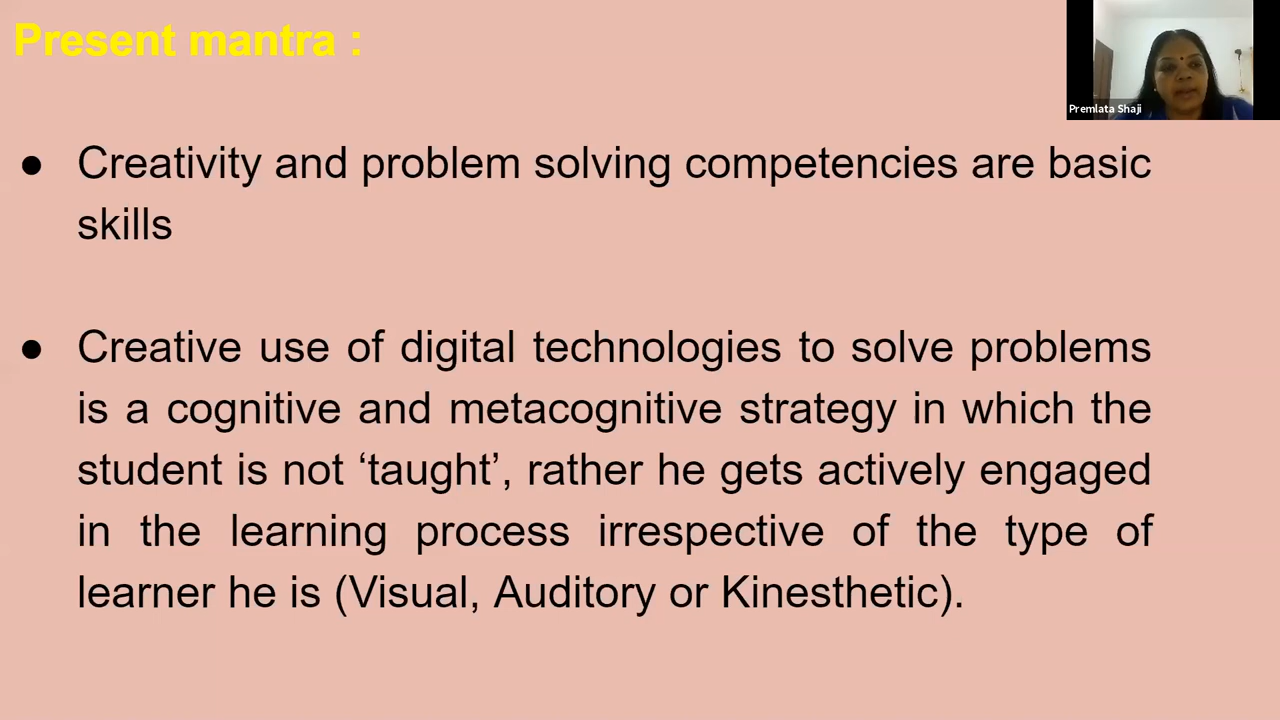 Present mantra :
Premlata Shaji
● Creativity and problem solving competencies are basic
skills
● Creative use of digital technologies to solve problems
is a cognitive and metacognitive strategy in which the
student is not ‘taught’, rather he gets actively engaged
in the learning process irrespective of the type of
learner he is (Visual, Auditory or Kinesthetic).